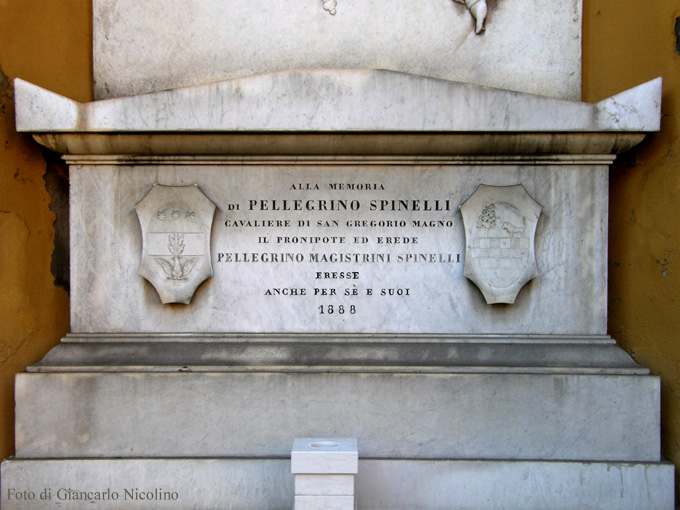 ALLA MEMORIA
DI PELLEGRINO SPINELLI
CAVALIERE DI SAN GREGORIO MAGNO
IL PRONIPOTE ED EREDE
PELLEGRINO MAGISTRINI SPINELLI
ERESSE
ANCHE PER SÈ E SUOI
1888
Foto di Giancarlo Nicolino